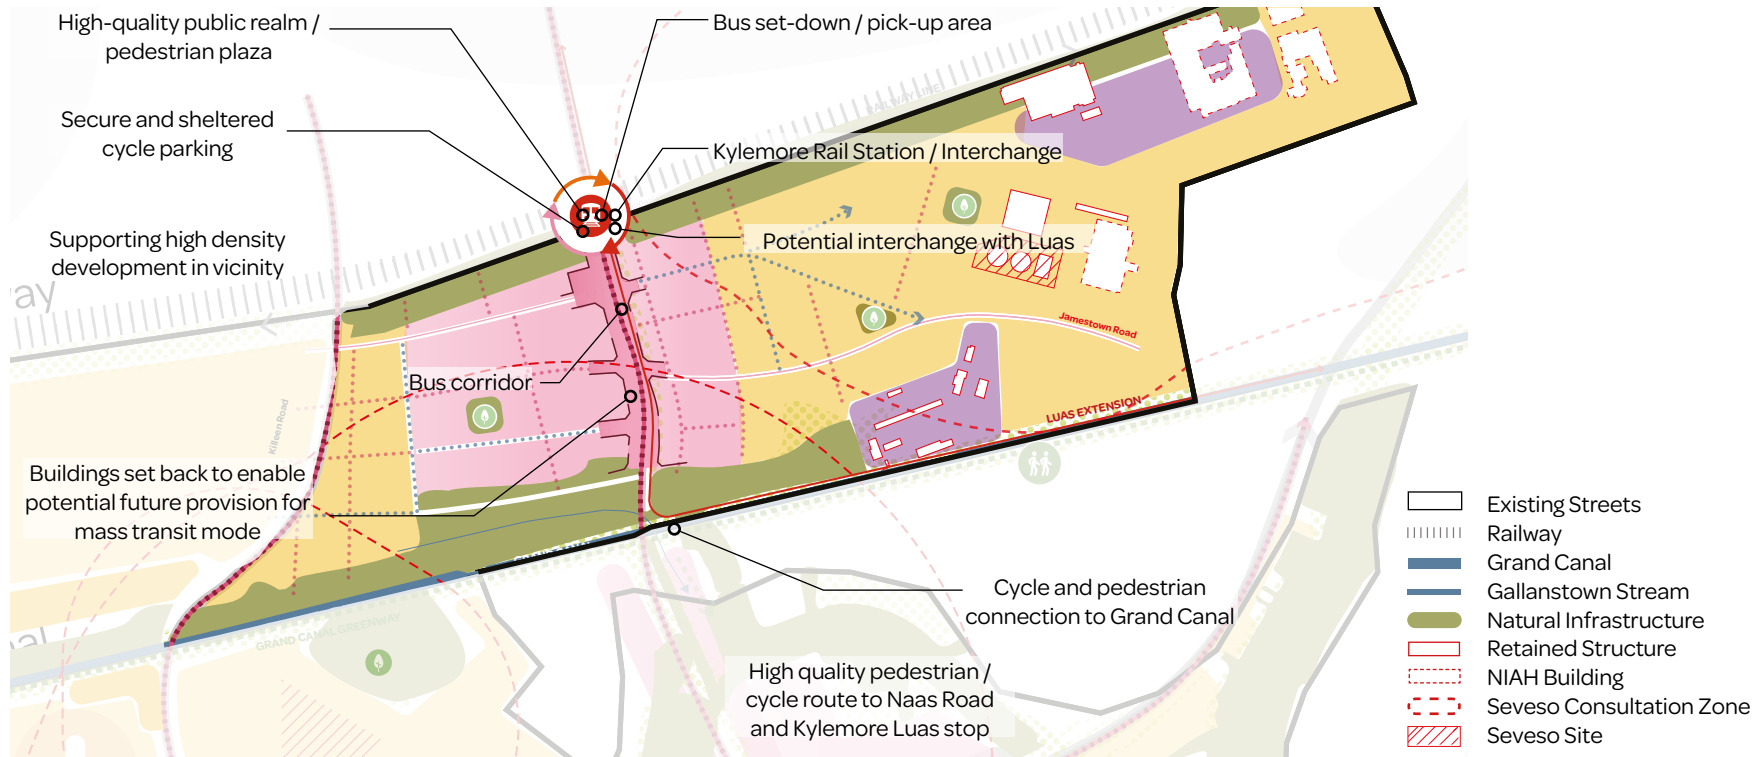 High-quality public realm /
pedestrian plaza
Bus set-down / pick-up area
Secure and sheltered
cycle parking
RAILWAY LINE
Kylemore Rail Station / Interchange
Supporting high density
development in vicinity
Potential interchange with Luas
way
Jamestown Road
Bus corridor
Killeen Road
LUAS EXTENSION
Buildings set back to enable
potential future provision for
mass transit mode
Cycle and pedestrian
connection to Grand Canal
GRAND CANAL GREENWAY
nal
High quality pedestrian /
cycle route to Naas Road
and Kylemore Luas stop
Existing Streets
Railway
Grand Canal
Gallanstown Stream
Natural Infrastructure
Retained Structure
NIAH Building
Seveso Consultation Zone
Seveso Site